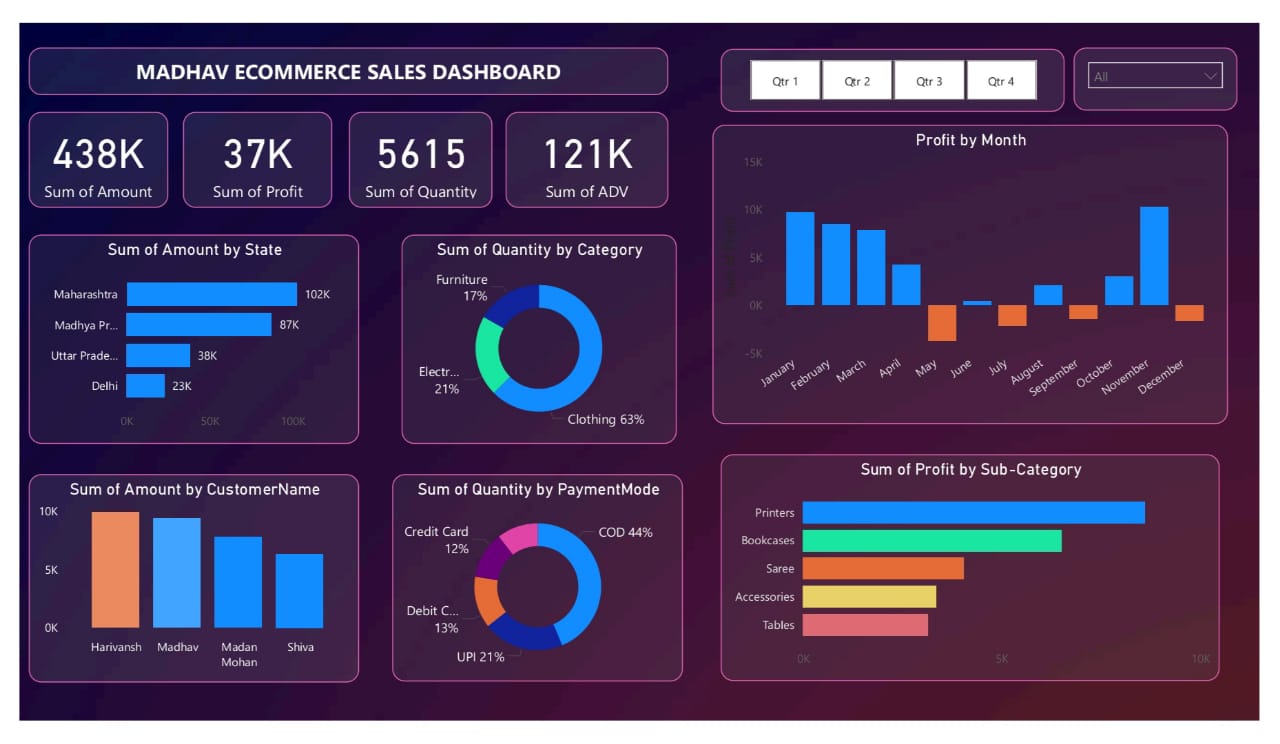 MADHAV ECOMMERCE SALES DASHBOARD
Qtr 1
Qtr 2
Qtr 3
Qtr 4
All
438K
Sum of Amount
37K
Sum of Profit
5615
Sum of Quantity
121K
Sum of ADV
Profit by Month
15K
10K
5K
0K
-5K
January
February
March
April
May
June
July
August
September
October
November
December
Sum of Amount by State
Maharashtra
102K
Madhya Pr...
87K
Uttar Prade...
38K
Delhi
23K
0K
50K
100K
Sum of Quantity by Category
Furniture
17%
Electr...
21%
Clothing 63%
Sum of Amount by CustomerName
10K
5K
0K
Harivansh
Madhav
Madan
Mohan
Shiva
Sum of Quantity by PaymentMode
Credit Card
12%
COD 44%
Debit C...
13%
UPI 21%
Sum of Profit by Sub-Category
Printers
Bookcases
Saree
Accessories
Tables
0K
5K
10K